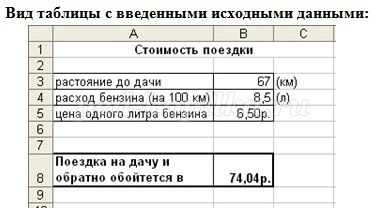 Вид таблицы с введенными исходными данными:
A B C
1 Стоимость поездки
2
3 растояние до дачи 67 (км)
4 расход бензина (на 100 км) 8,5 (л)
5 цена одного литра бензина 6,50р.
6
7
Поездка на дачу и
8 обратно обойтется в 74,04р.
9